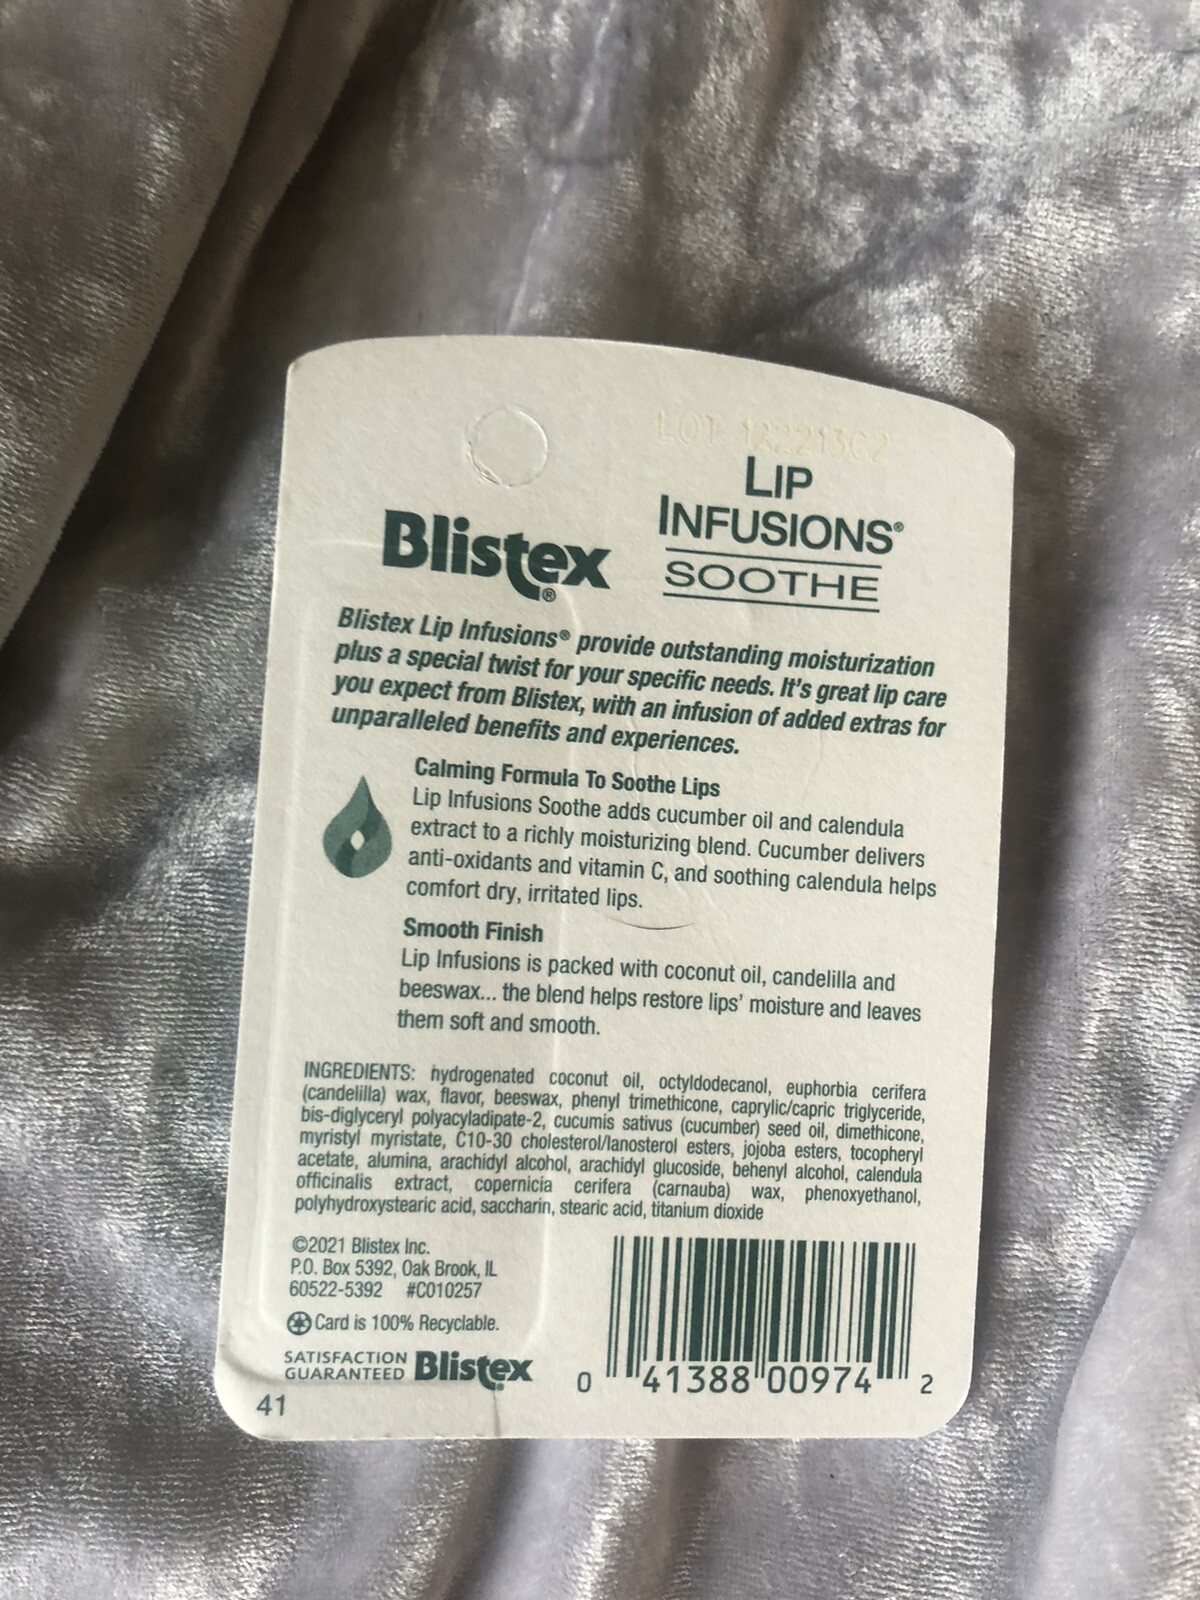 LOT 122213C2
Blistex®
LIP
INFUSIONS®
SOOTHE
Blistex Lip Infusions® provide outstanding moisturization
plus a special twist for your specific needs. It's great lip care
you expect from Blistex, with an infusion of added extras for
unparalleled benefits and experiences.
Calming Formula To Soothe Lips
Lip Infusions Soothe adds cucumber oil and calendula
extract to a richly moisturizing blend. Cucumber delivers
anti-oxidants and vitamin C, and soothing calendula helps
comfort dry, irritated lips.
Smooth Finish
Lip Infusions is packed with coconut oil, candelilla and
beeswax... the blend helps restore lips' moisture and leaves
them soft and smooth.
INGREDIENTS: hydrogenated coconut oil, octyldodecanol, euphorbia cerifera
(candelilla) wax, flavor, beeswax, phenyl trimethicone, caprylic/capric triglyceride,
bis-diglyceryl polyacyladipate-2, cucumis sativus (cucumber) seed oil, dimethicone,
myristyl myristate, C10-30 cholesterol/lanosterol esters, jojoba esters, tocopheryl
acetate, alumina, arachidyl alcohol, arachidyl glucoside, behenyl alcohol, calendula
officinalis extract, copernicia cerifera (carnauba) wax, phenoxyethanol,
polyhydroxystearic acid, saccharin, stearic acid, titanium dioxide
©2021 Blistex Inc.
P.O. Box 5392, Oak Brook, IL
60522-5392 #C010257
Card is 100% Recyclable.
SATISFACTION
GUARANTEED Blistex
41
0 41388 00974 2